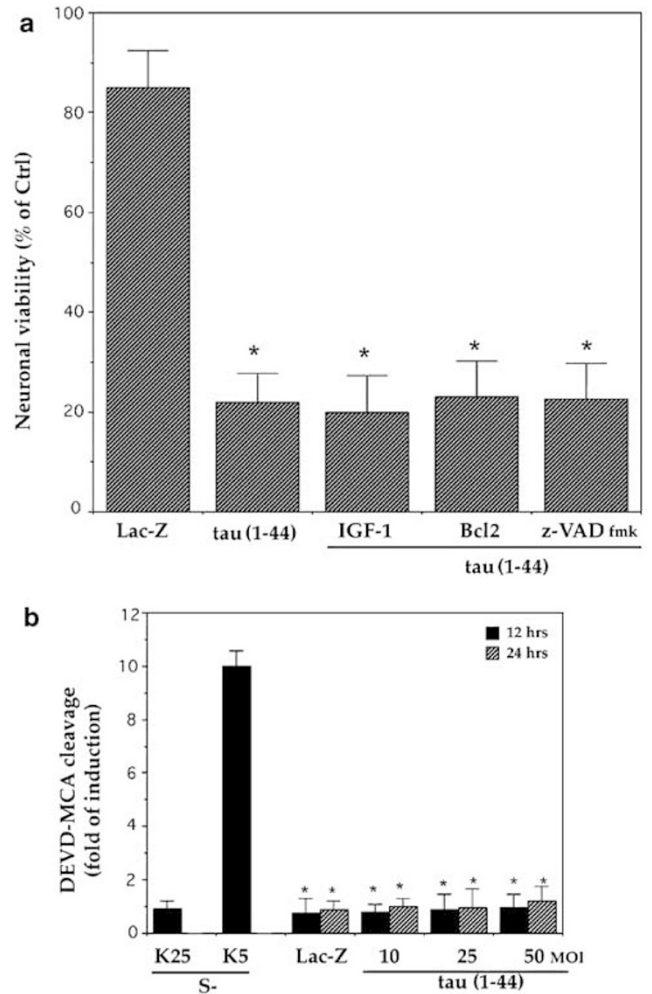 a
Neuronal viability (% of Ctrl)
100
80
60
40
20
0
* * * *
Lac-Z tau (1-44) IGF-1 Bcl2 z-VAD fmk
tau (1-44)
b
DEVD-MCA cleavage
(fold of induction)
12
10
8
6
4
2
0
12 hrs
24 hrs
* * * * * * * *
K25 K5 Lac-Z 10 25 50 MOI
S- tau (1-44)